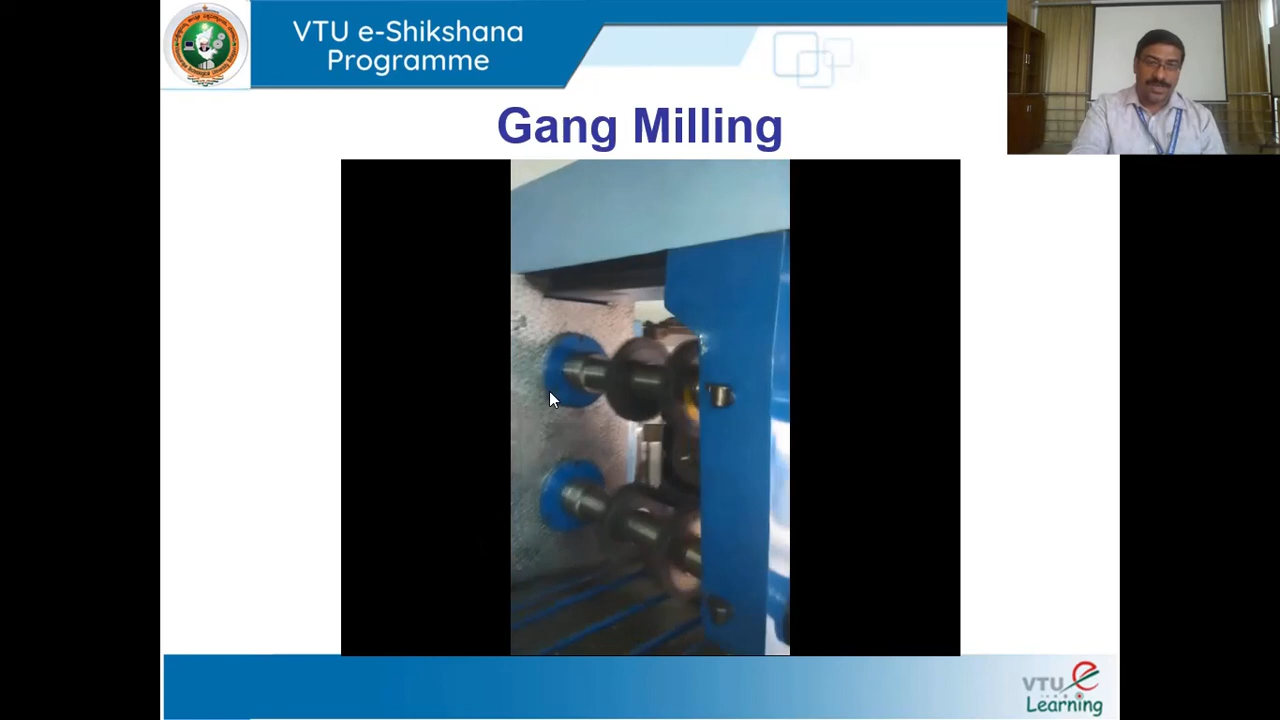 VTU e-Shikshana
Programme
Gang Milling
VTU
Learning